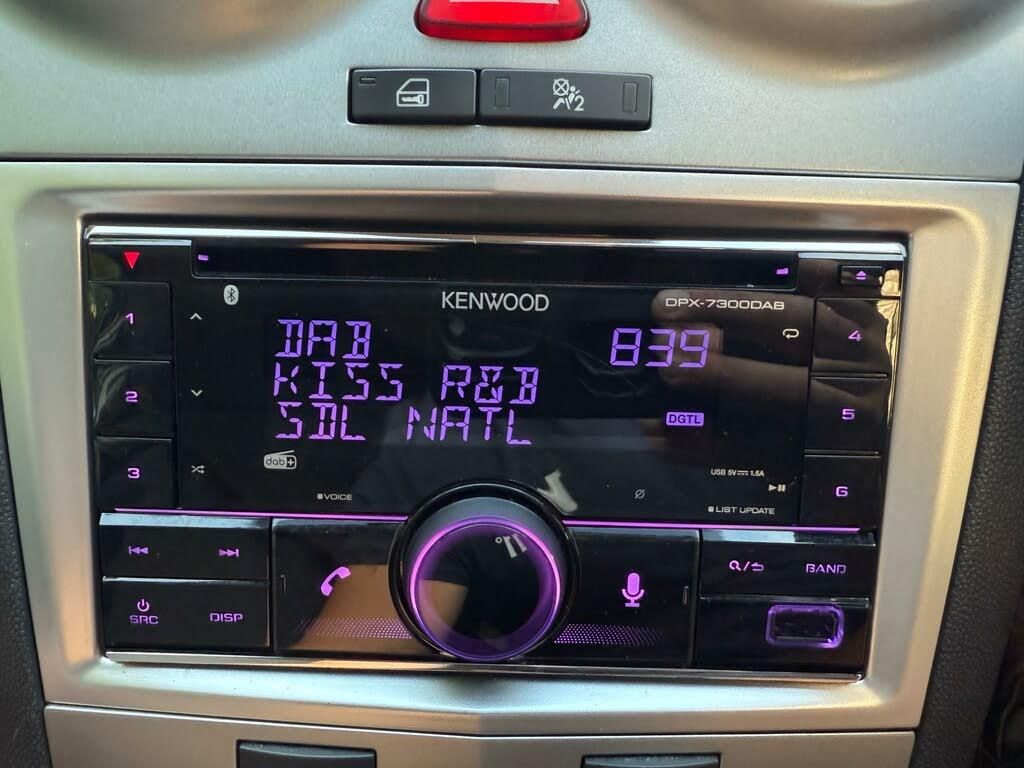 2
KENWOOD
DPX-7300DAB
1
4
DAB 839
KISS R&B
2
5
SDL NATL
DGTL
dab+
3
USB 5V 1.5A
6
VOICE
LIST UPDATE
Q/
BAND
SRC
DISP